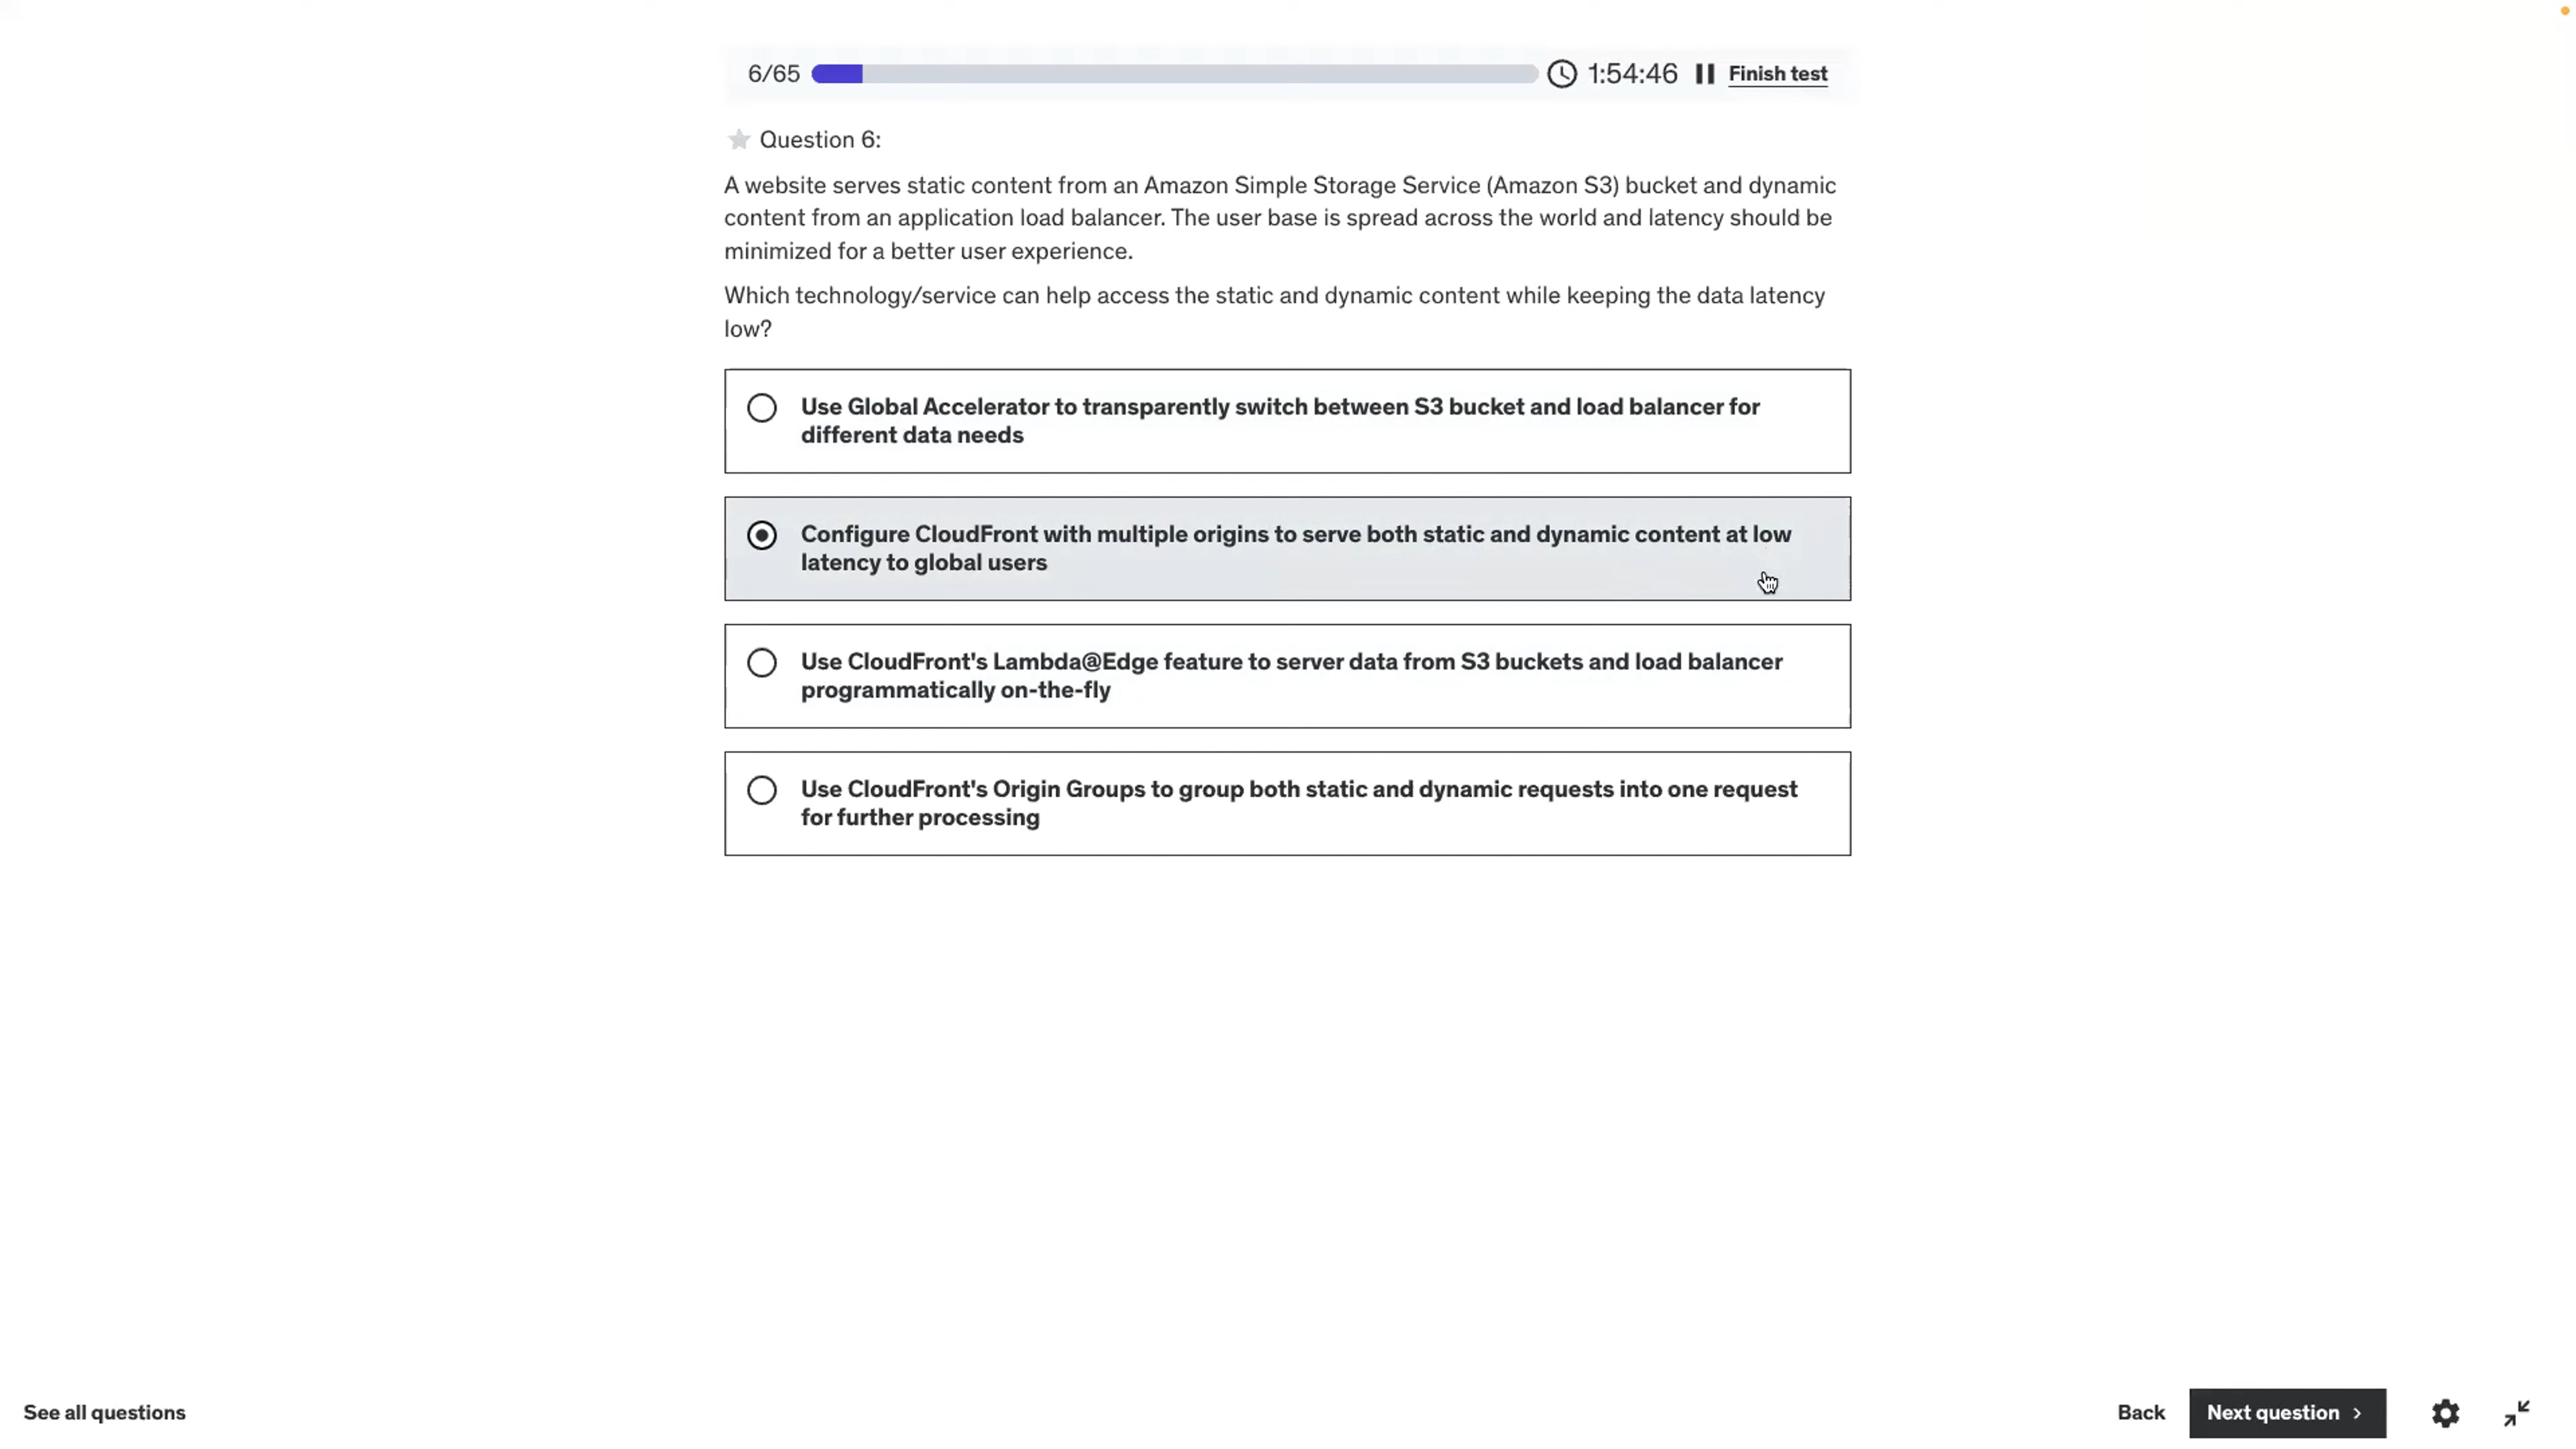 6/65
1:54:46
Finish test
Question 6:
A website serves static content from an Amazon Simple Storage Service (Amazon S3) bucket and dynamic
content from an application load balancer. The user base is spread across the world and latency should be
minimized for a better user experience.
Which technology/service can help access the static and dynamic content while keeping the data latency
low?
Use Global Accelerator to transparently switch between S3 bucket and load balancer for
different data needs
Configure CloudFront with multiple origins to serve both static and dynamic content at low
latency to global users
Use CloudFront's Lambda@Edge feature to server data from S3 buckets and load balancer
programmatically on-the-fly
Use CloudFront's Origin Groups to group both static and dynamic requests into one request
for further processing
See all questions
Back
Next question